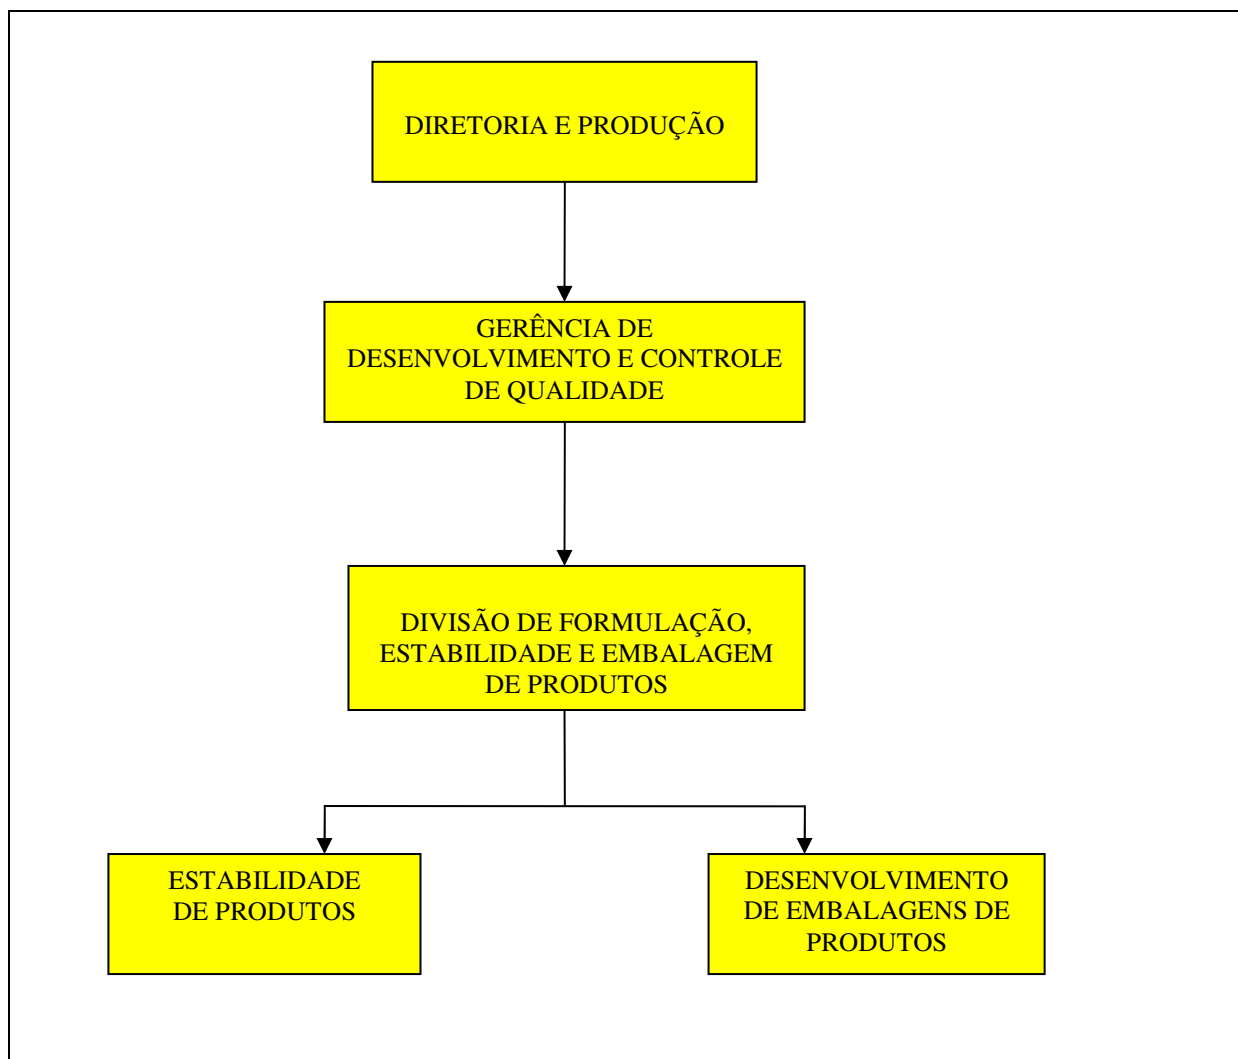 DIRETORIA E PRODUÇÃO
GERÊNCIA DE
DESENVOLVIMENTO E CONTROLE
DE QUALIDADE
DIVISÃO DE FORMULAÇÃO,
ESTABILIDADE E EMBALAGEM
DE PRODUTOS
ESTABILIDADE
DE PRODUTOS
DESENVOLVIMENTO
DE EMBALAGENS DE
PRODUTOS